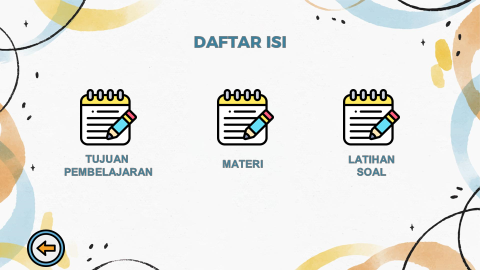 DAFTAR ISI
TUJUAN
PEMBELAJARAN
MATERI
LATIHAN
SOAL